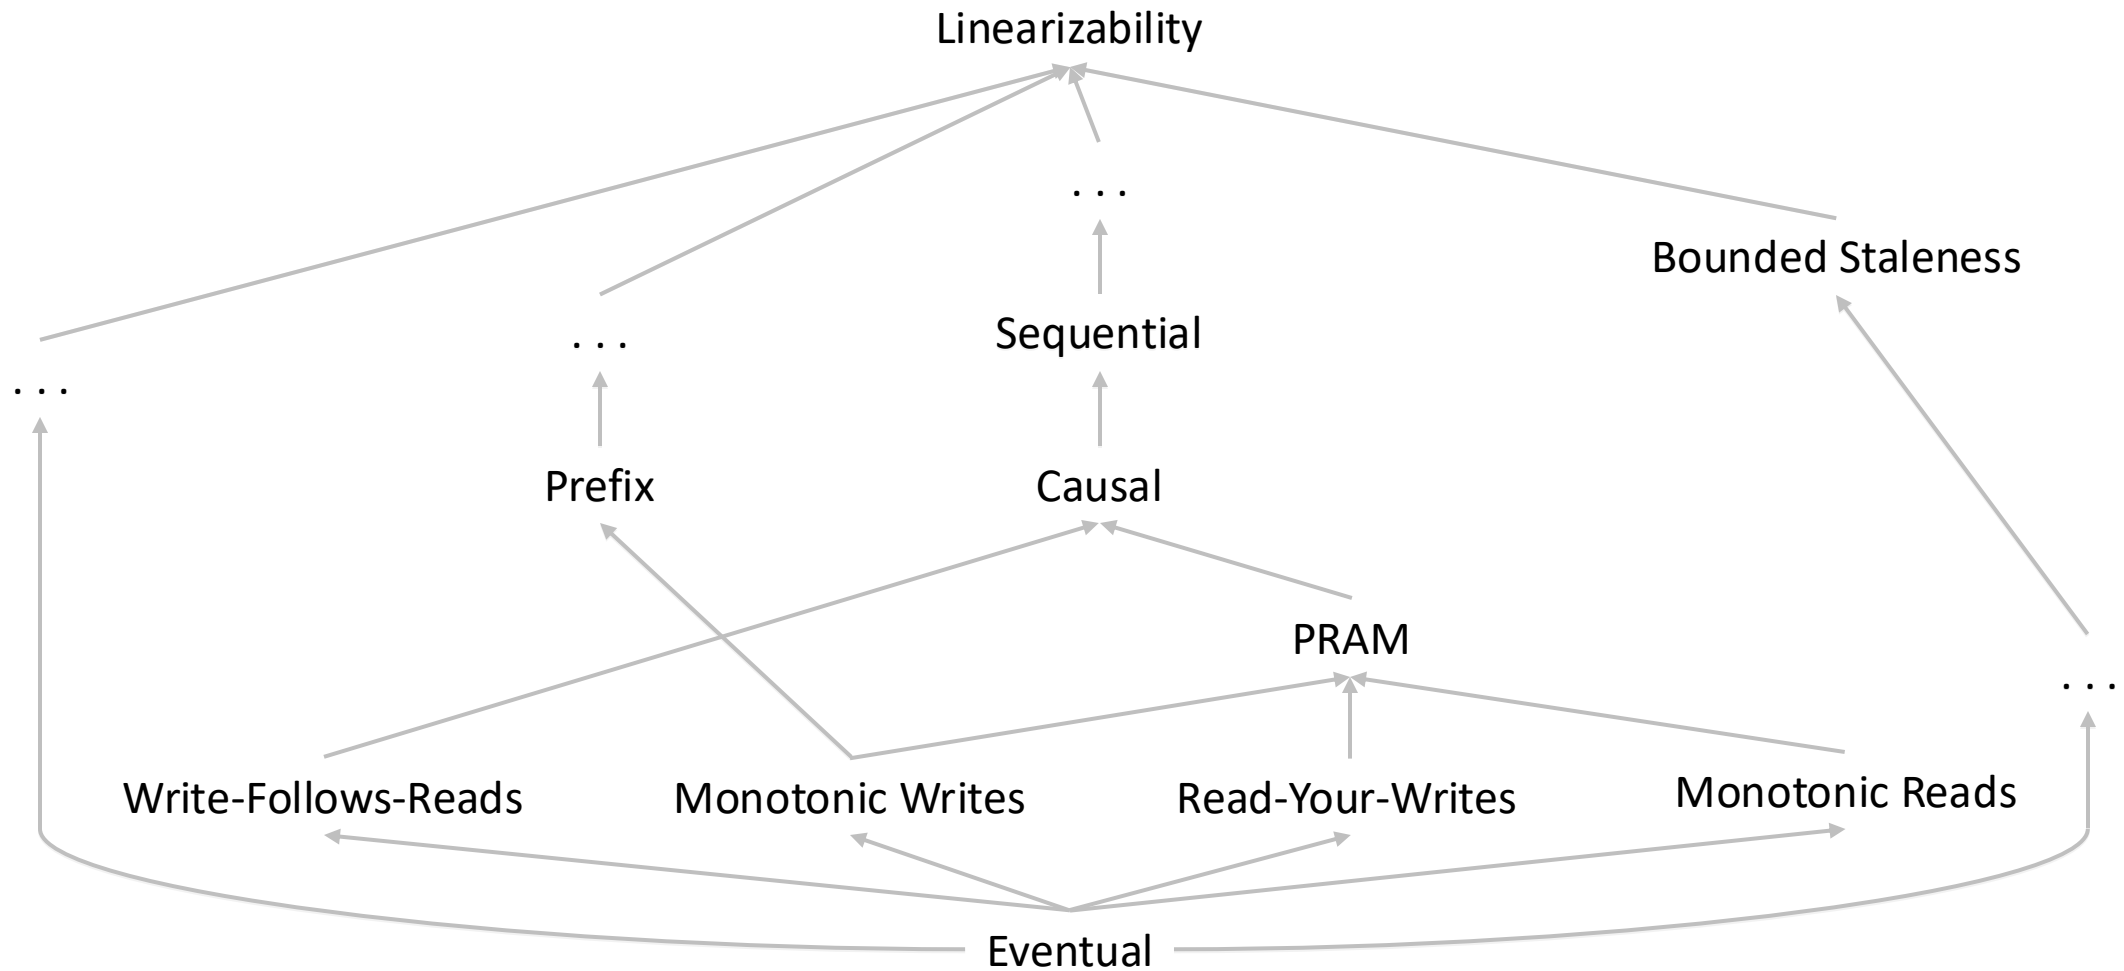 Linearizability
. . .
Bounded Staleness
Sequential
. . .
. . .
Prefix
Causal
PRAM
. . .
Write-Follows-Reads
Monotonic Writes
Read-Your-Writes
Monotonic Reads
Eventual